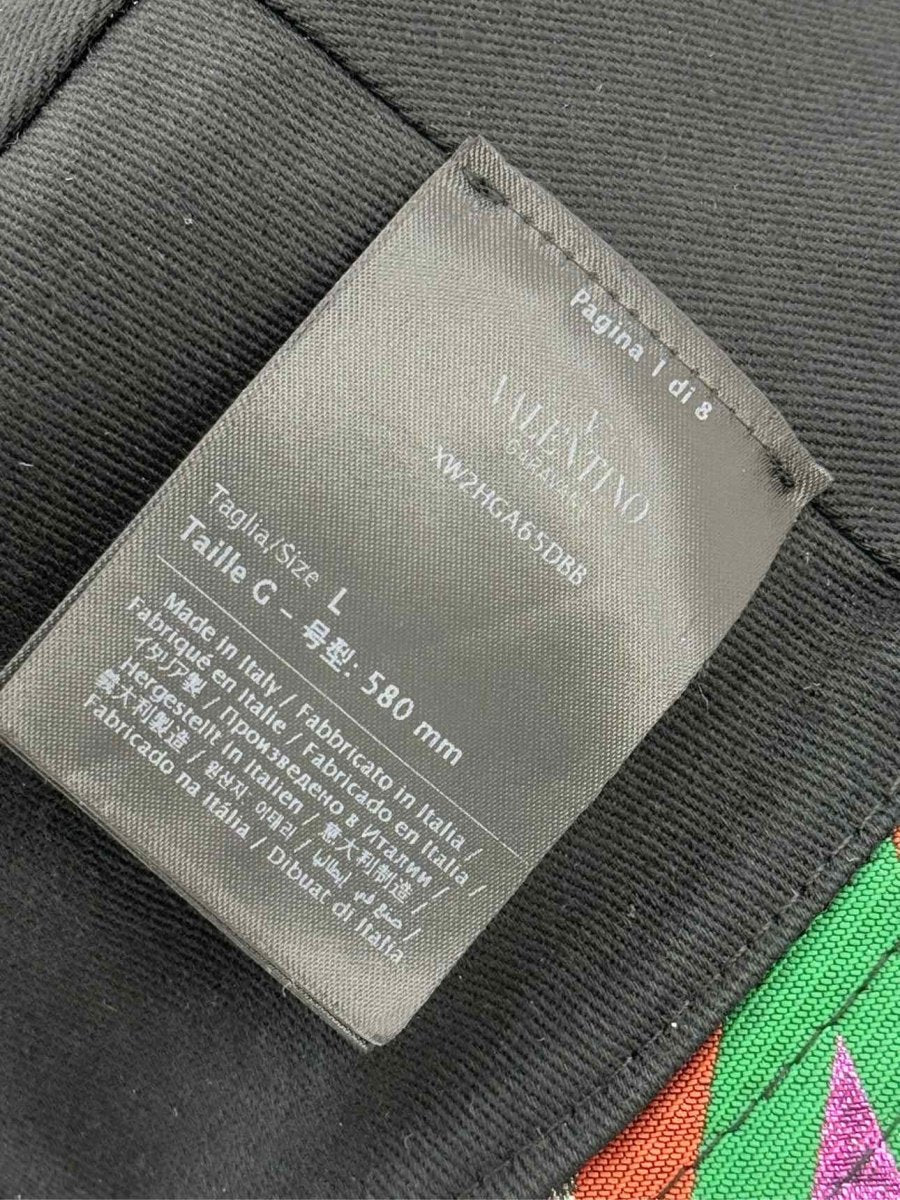 Pagina 1 di 8
VALENTINO
GARAVANI
XW2HGA65DBB
Taglia/Size L
Taille G – 号型: 580 mm
Made in Italy / Fabbricato in Italia /
Fabriqué en Italie / Fabricado en Italia /
イタリア製 / Произведено в Италии /
Hergestellt in Italien / 意大利制造 /
義大利製造 / 원산지 이태리 / صنع في إيطاليا /
Fabricado na Itália / Dibuat di Italia